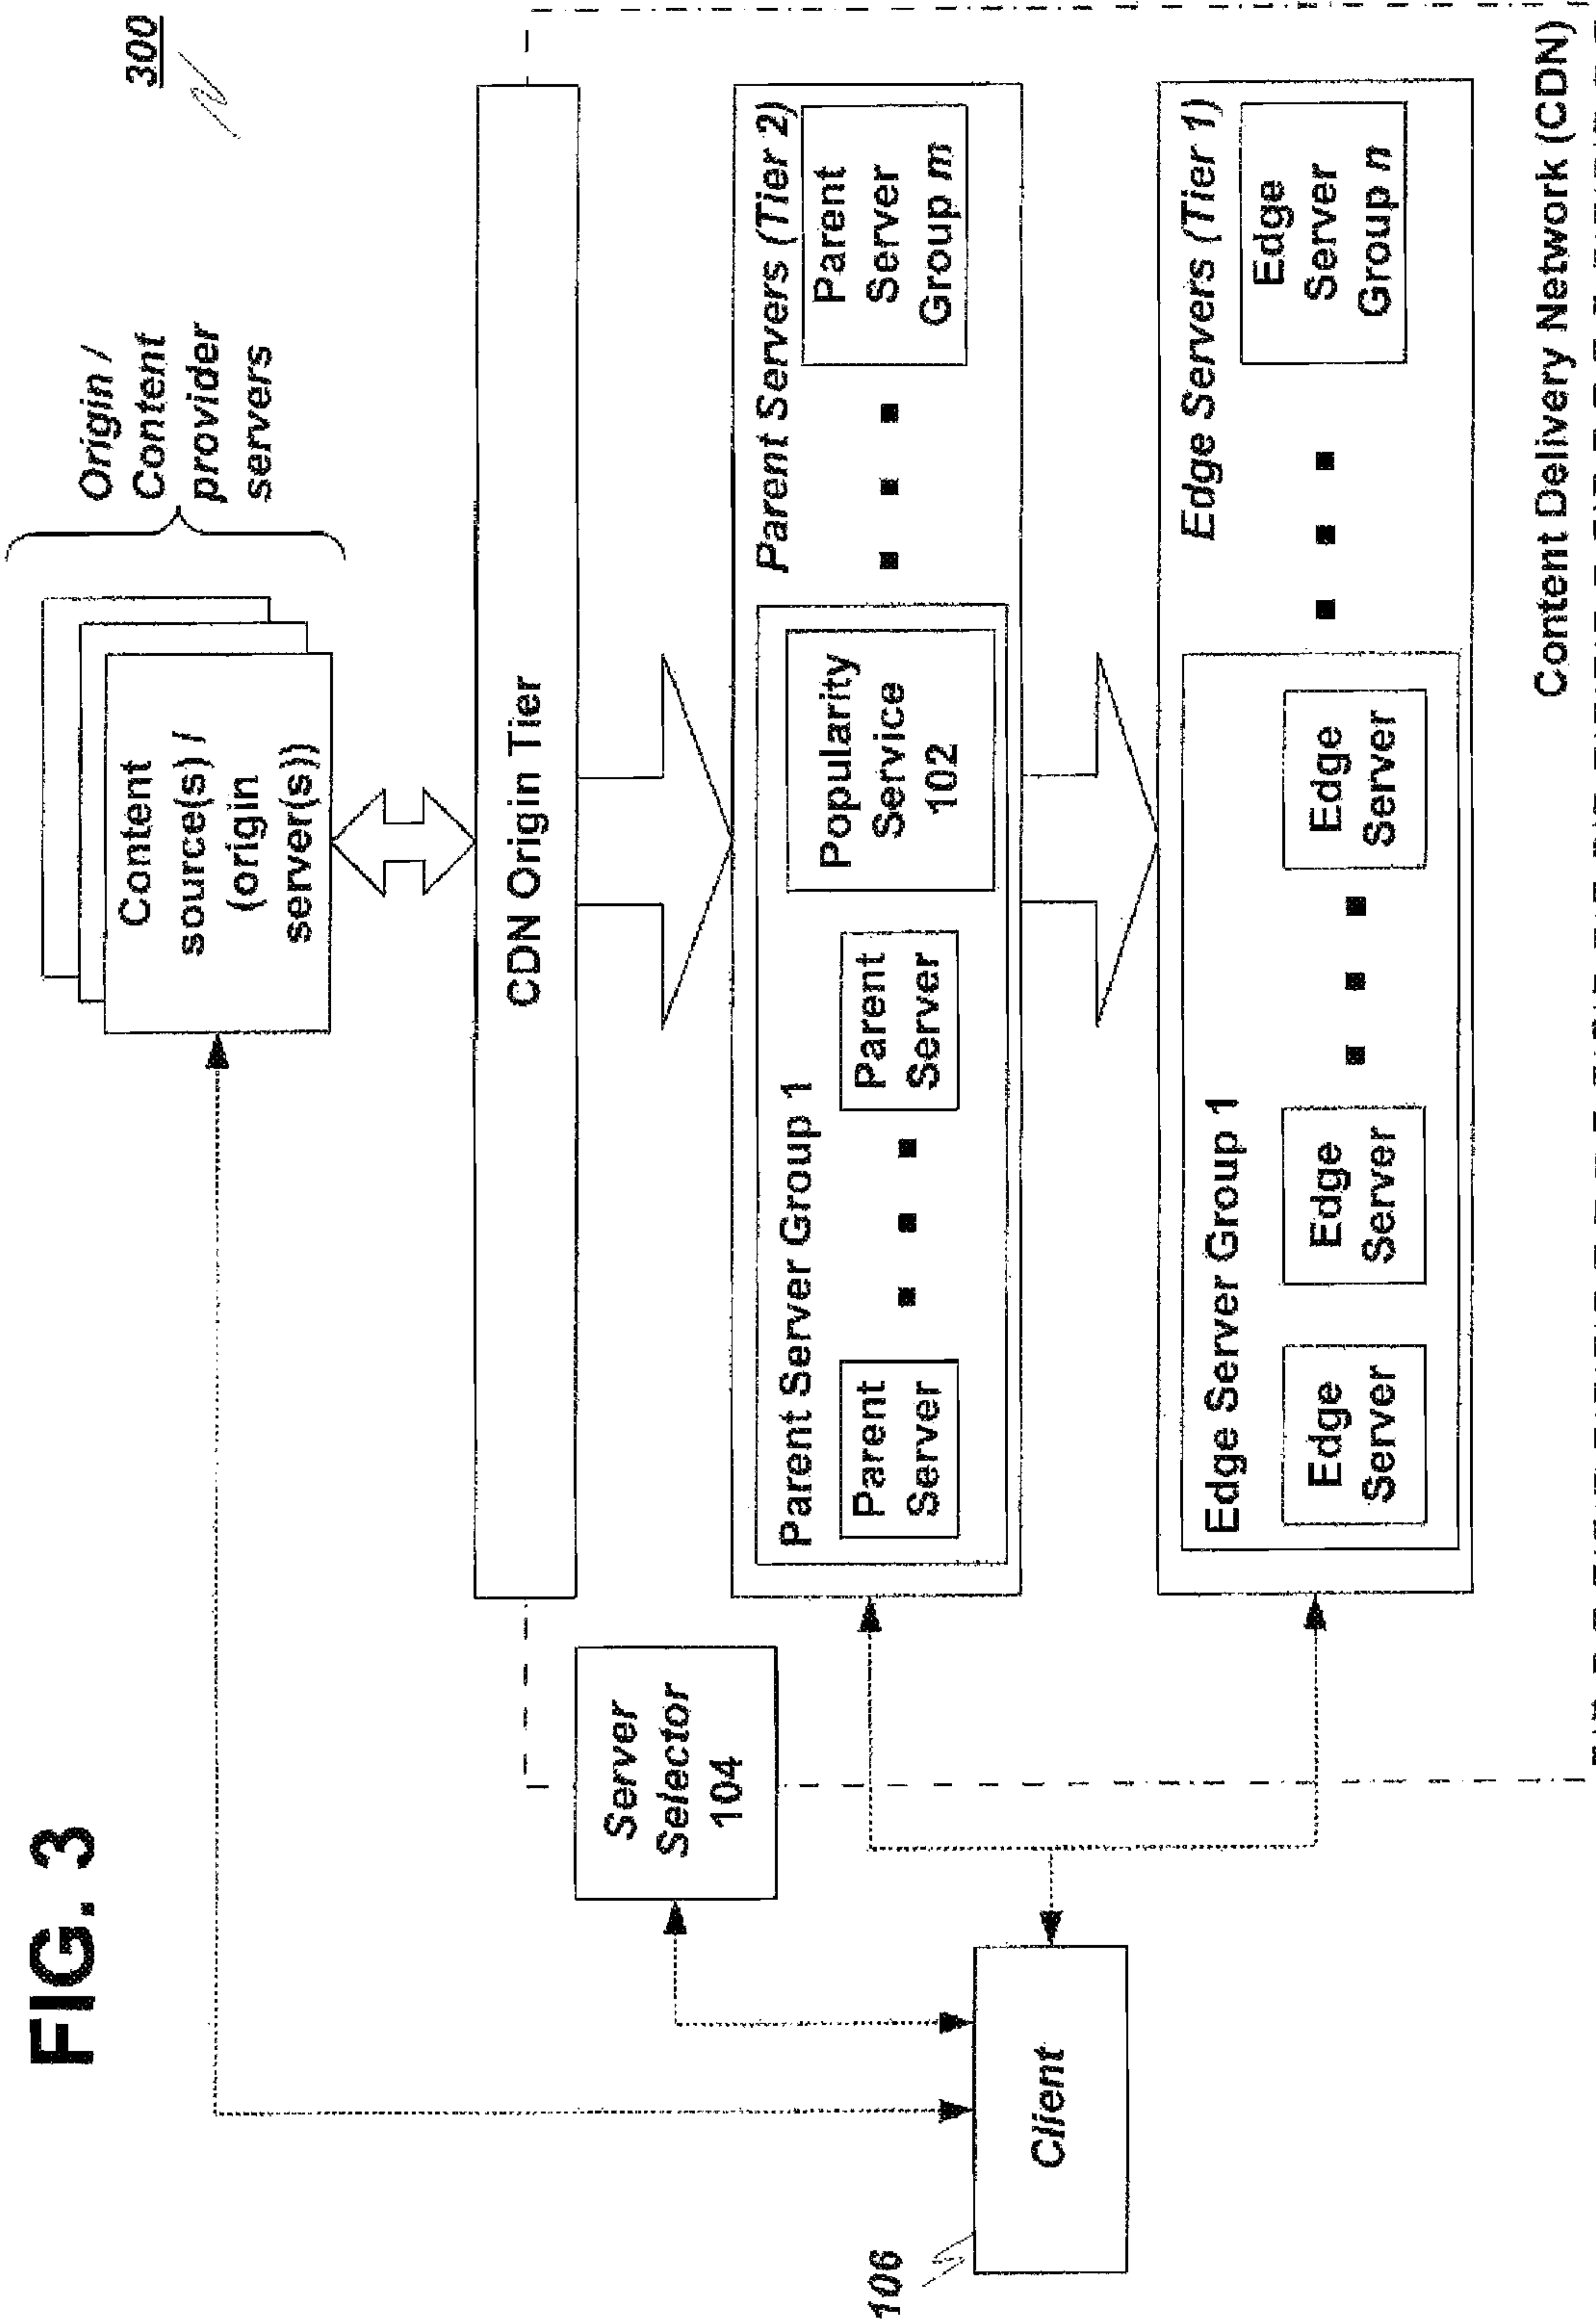 FIG. 3
300
Origin /
Content
provider
servers
Content
source(s) /
(origin
server(s))
CDN Origin Tier
Server
Selector
104
Parent Servers (Tier 2)
Parent Server Group 1
Parent
Server
Parent
Server
Popularity
Service
102
Parent
Server
Group m
106
Client
Edge Servers (Tier 1)
Edge Server Group 1
Edge
Server
Edge
Server
Edge
Server
Edge
Server
Group n
Content Delivery Network (CDN)